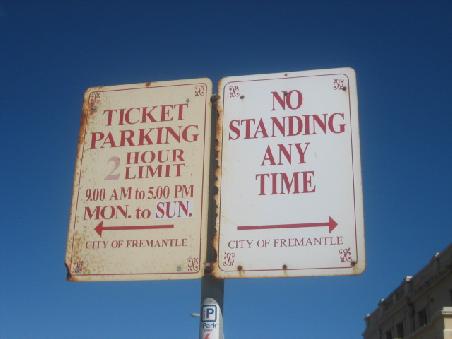 TICKET
PARKING
2 HOUR
LIMIT
9.00 AM to 5.00 PM
MON. to SUN.
CITY OF FREMANTLE
NO
STANDING
ANY
TIME
CITY OF FREMANTLE
P
Park